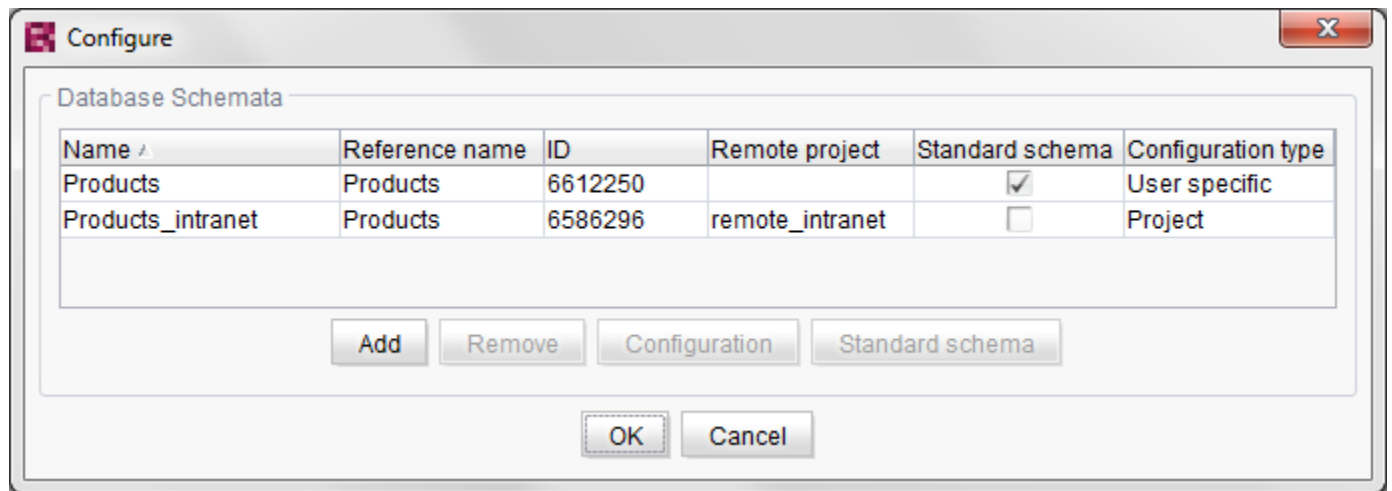 Configure
Database Schemata
Name Reference name ID Remote project Standard schema Configuration type
Products Products 6612250 User specific
Products_intranet Products 6586296 remote_intranet Project
Add Remove Configuration Standard schema
OK Cancel